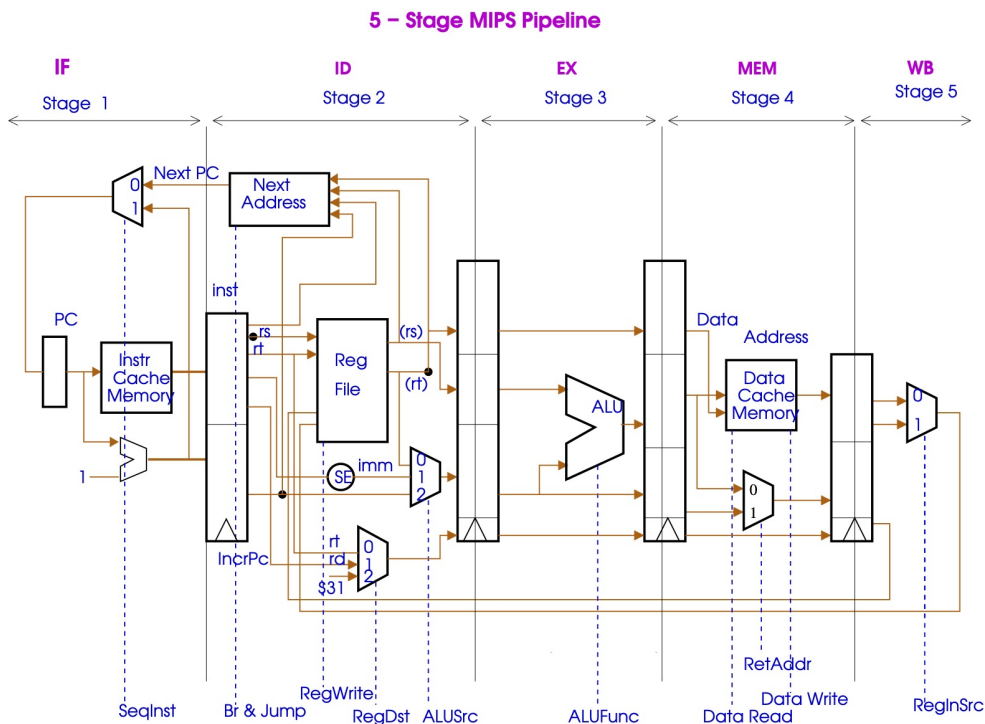 5 – Stage MIPS Pipeline
IF
ID
EX
MEM
WB
Stage 1
Stage 2
Stage 3
Stage 4
Stage 5
Next PC
0
1
Next
Address
inst
PC
Instr
Cache
Memory
1
rs
rt
Reg
File
(rs)
(rt)
SE
imm
0
1
2
IncrPc
rt
rd
$31
0
1
2
ALU
Data
Address
Data
Cache
Memory
0
1
0
1
SeqInst
Br & Jump
RegWrite
RegDst
ALUSrc
ALUFunc
RetAddr
Data Read
Data Write
RegInSrc